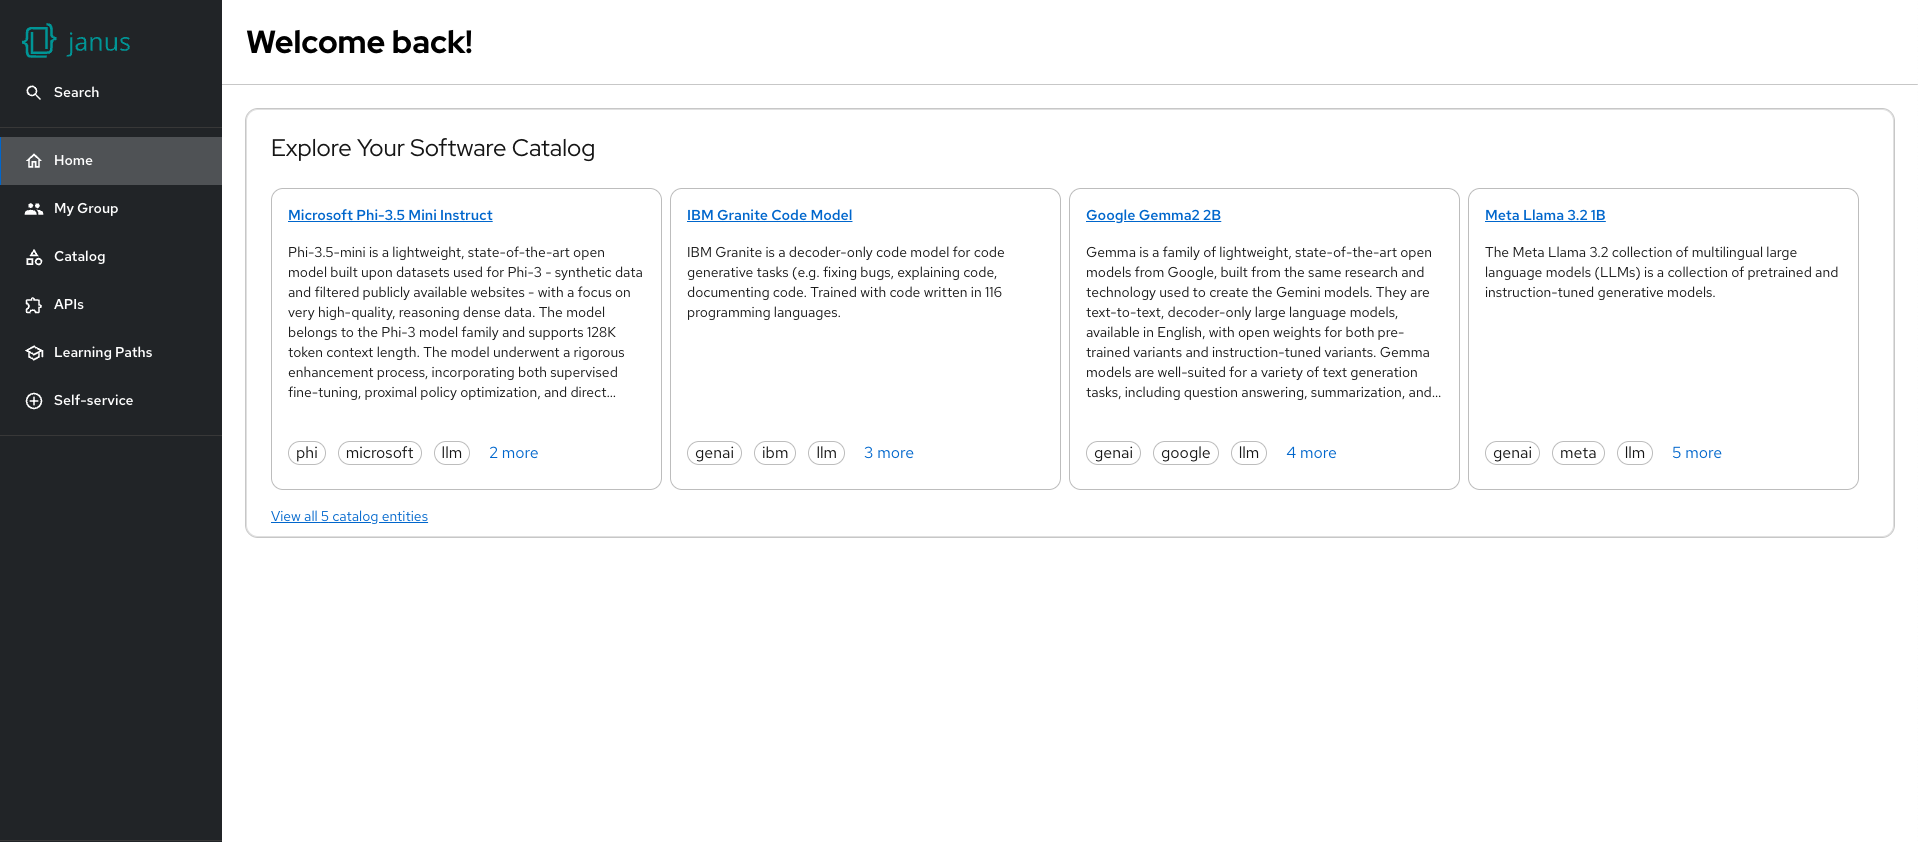 janus
Search
Home
My Group
Catalog
APIs
Learning Paths
Self-service
Welcome back!
Explore Your Software Catalog
Microsoft Phi-3.5 Mini Instruct
Phi-3.5-mini is a lightweight, state-of-the-art open
model built upon datasets used for Phi-3 - synthetic data
and filtered publicly available websites - with a focus on
very high-quality, reasoning dense data. The model
belongs to the Phi-3 model family and supports 128K
token context length. The model underwent a rigorous
enhancement process, incorporating both supervised
fine-tuning, proximal policy optimization, and direct...
phi microsoft llm 2 more
IBM Granite Code Model
IBM Granite is a decoder-only code model for code
generative tasks (e.g. fixing bugs, explaining code,
documenting code. Trained with code written in 116
programming languages.
genai ibm llm 3 more
Google Gemma2 2B
Gemma is a family of lightweight, state-of-the-art open
models from Google, built from the same research and
technology used to create the Gemini models. They are
text-to-text, decoder-only large language models,
available in English, with open weights for both pre-
trained variants and instruction-tuned variants. Gemma
models are well-suited for a variety of text generation
tasks, including question answering, summarization, and...
genai google llm 4 more
Meta Llama 3.2 1B
The Meta Llama 3.2 collection of multilingual large
language models (LLMs) is a collection of pretrained and
instruction-tuned generative models.
genai meta llm 5 more
View all 5 catalog entities